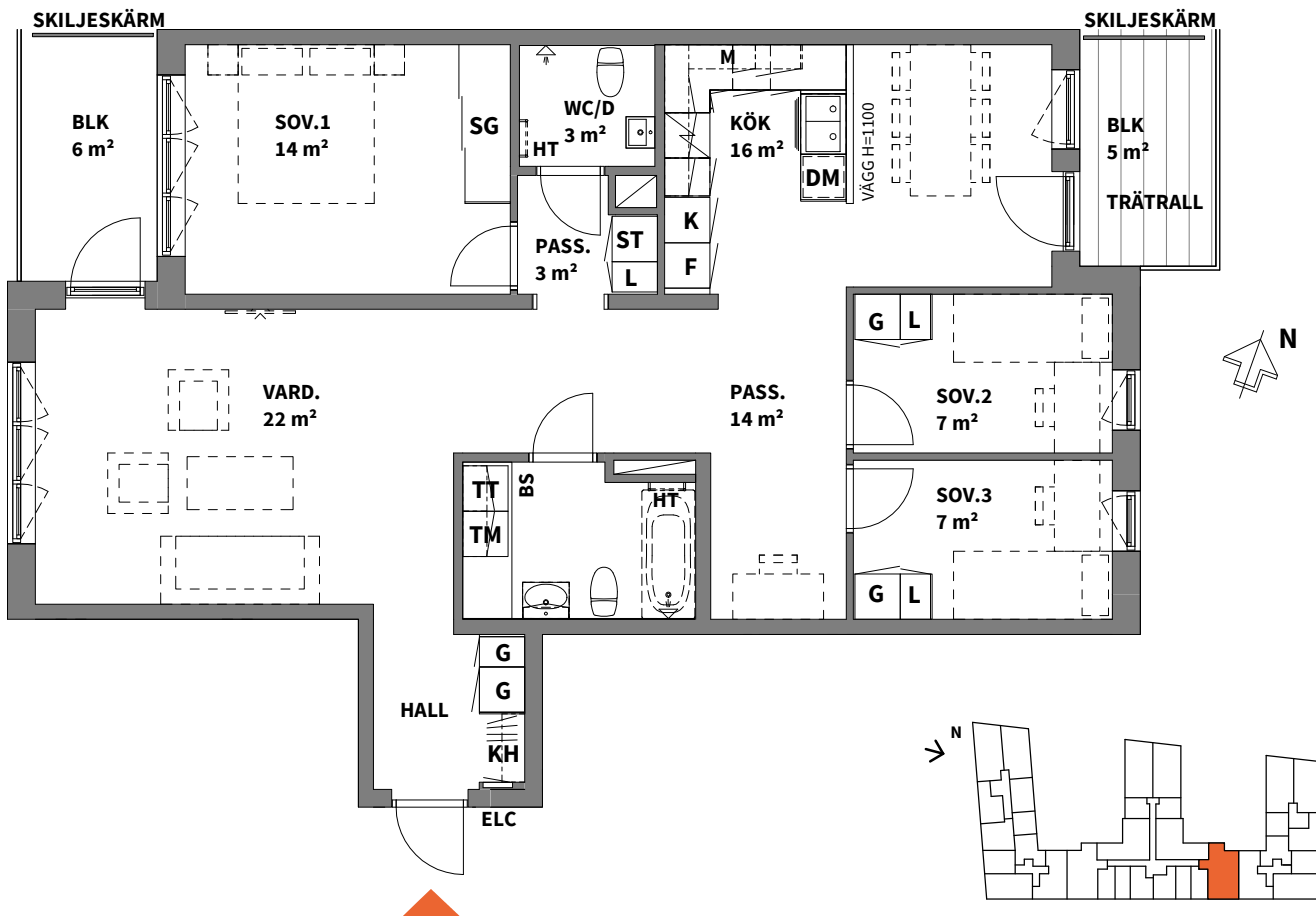 SKILJESKÄRM
SKILJESKÄRM
BLK
6 m²
SOV.1
14 m²
SG
WC/D
3 m²
HT
M
KÖK
16 m²
DM
VÄGG H=1100
BLK
5 m²
TRÄTRALL
K
F
PASS.
3 m²
ST
L
G
L
N
VARD.
22 m²
PASS.
14 m²
SOV.2
7 m²
TT
TM
BS
HT
SOV.3
7 m²
G
L
G
G
HALL
KH
ELC
N